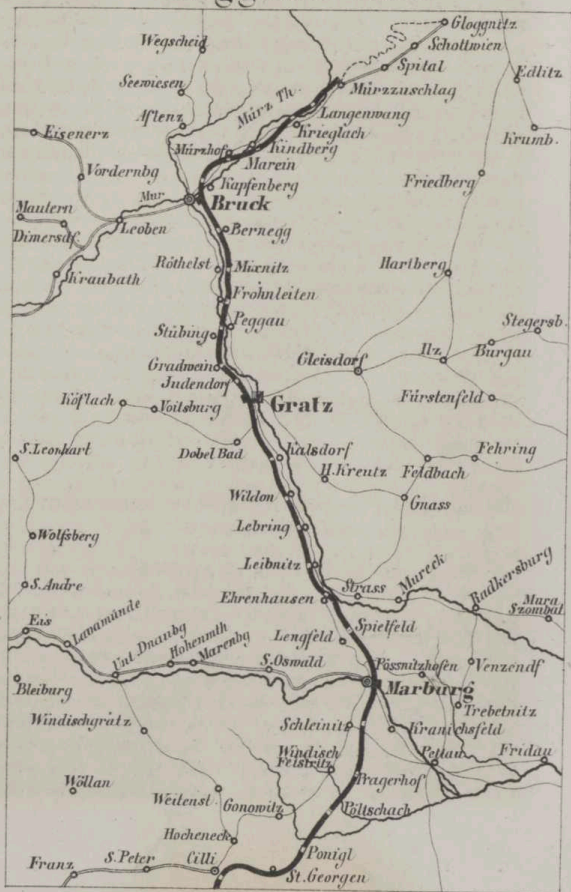 Gloggnitz
Wegscheid
Schottwien
Spital
Edlitz
Seewiesen
Mürzzuschlag
Aflenz
Mürz Th.
Langenwang
Krieglach
Krumb.
Eisenerz
Kindberg
Mürzhof
Marein
Vordernbg
Kapfenberg
Friedberg
Mur
Bruck
Mautern
Leoben
Dimersdf.
Bernegg
Röthelst
Mixnitz
Hartberg
Kraubath
Frohnleiten
Peggau
Stegersb.
Stübing
Ilz
Burgau
Gradwein
Gleisdorf
Judendorf
Köflach
Voitsburg
Gratz
Fürstenfeld
S. Leonhart
Dobel Bad
Kalsdorf
Fehring
H. Kreutz
Feldbach
Wildon
Gnass
Lebring
Wolfsberg
Leibnitz
Mureck
Radkersburg
S. Andre
Strass
Mura Szombat
Ehrenhausen
Eis
Lavamünde
Spielfeld
Unt. Draubg
Hohenmth
Marenbg
Lengfeld
S. Oswald
Pössnitzhofen
Venzendf
Bleiburg
Marburg
Trebetnitz
Windischgratz
Schleinitz
Kranichsfeld
Windisch
Feistritz
Pettau
Fridau
Wöllan
Pragerhof
Weitenst.
Gonowitz
Pöltschach
Hocheneck
Ponigl
Franz
S. Peter
Cilli
St. Georgen